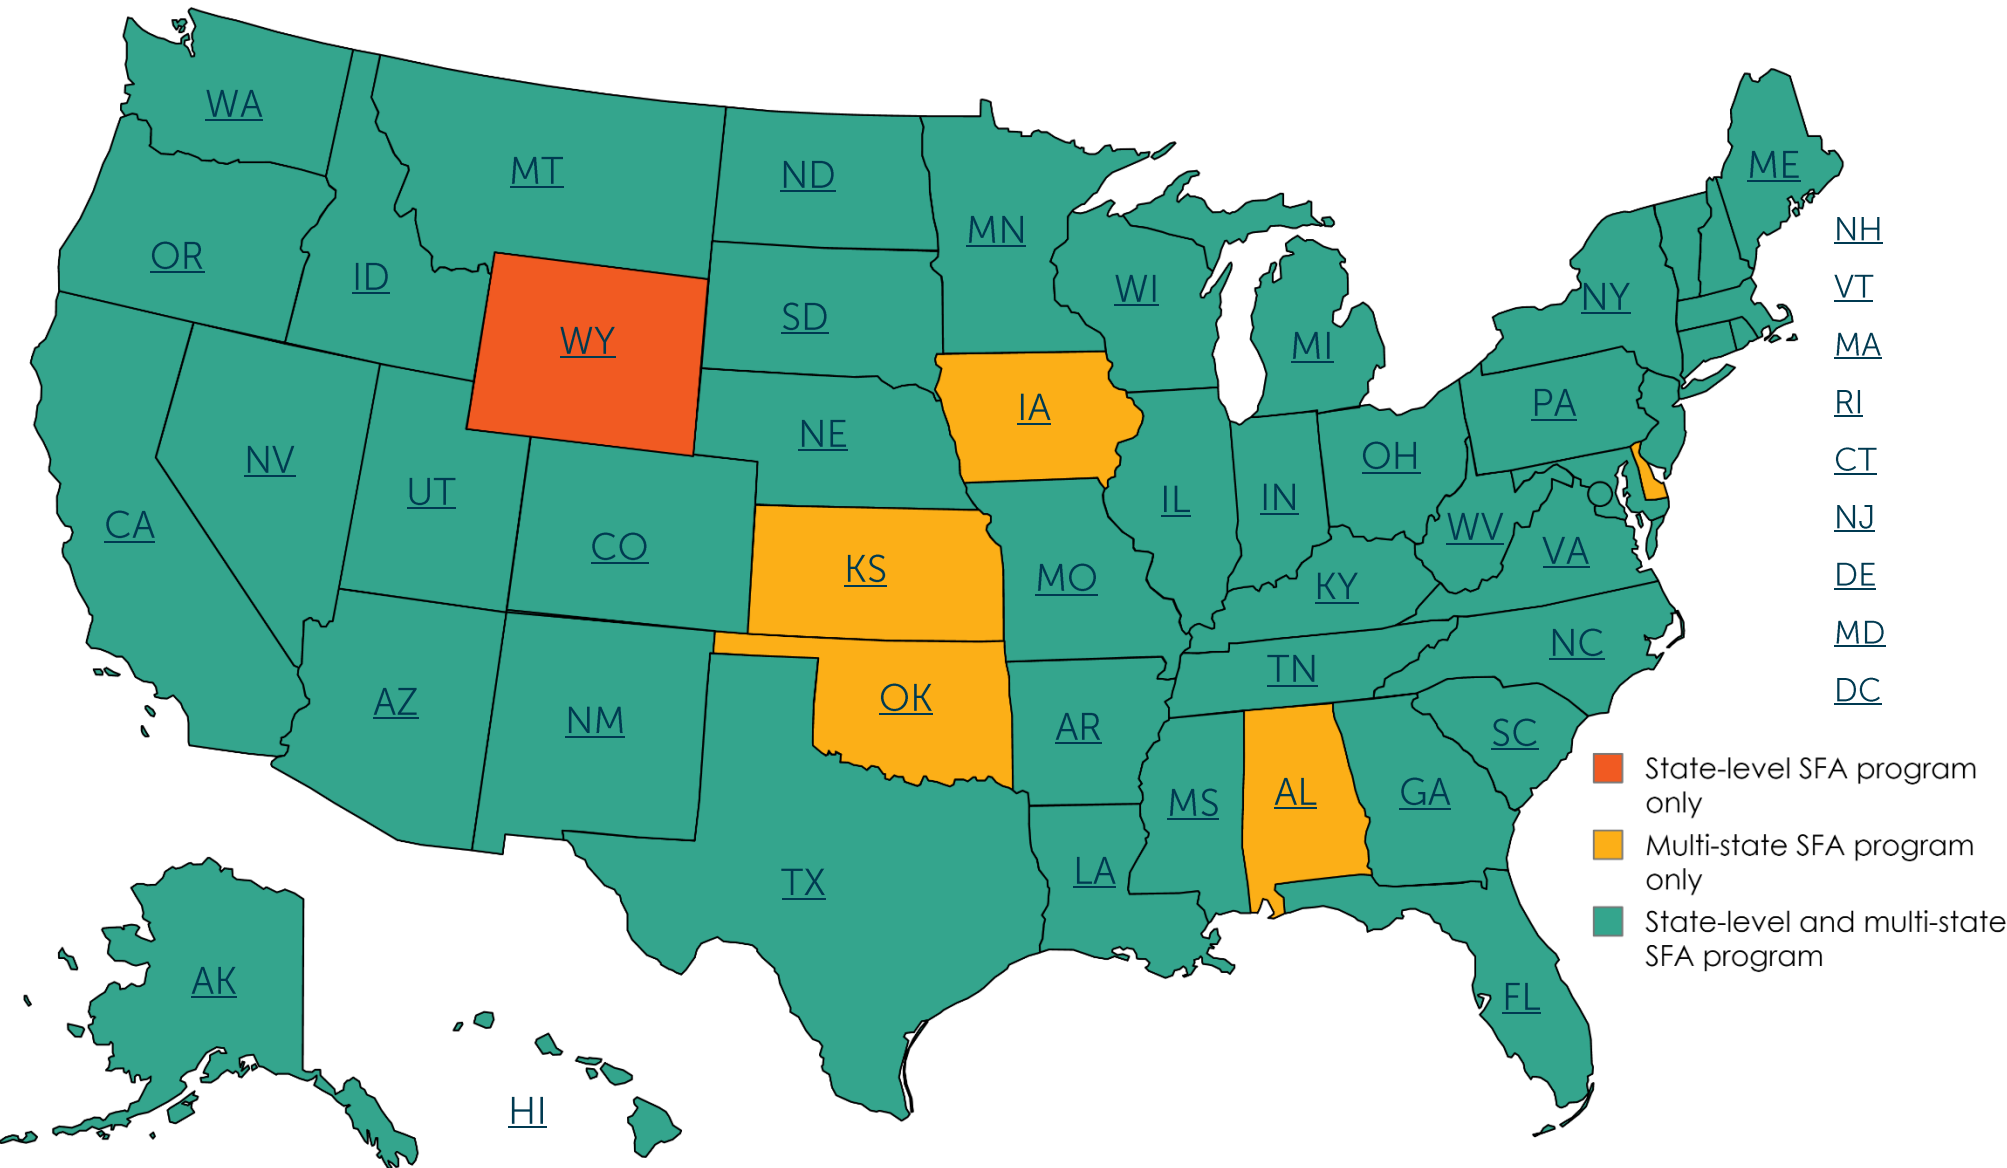 WA
MT
ND
MN
OR
ID
WY
SD
WI
MI
NY
ME
NH
VT
MA
RI
CT
NJ
DE
MD
DC
NV
UT
CO
NE
IA
IL
IN
OH
PA
CA
KS
MO
KY
WV
VA
AZ
NM
OK
AR
TN
NC
SC
MS
AL
GA
TX
LA
FL
AK
HI
State-level SFA program
only
Multi-state SFA program
only
State-level and multi-state
SFA program